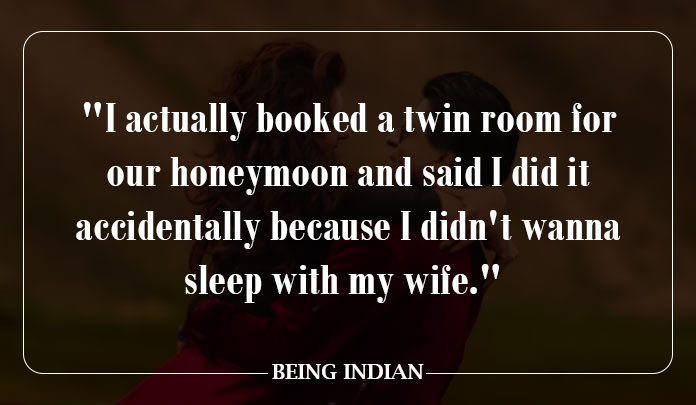 "I actually booked a twin room for
our honeymoon and said I did it
accidentally because I didn't wanna
sleep with my wife."
BEING INDIAN